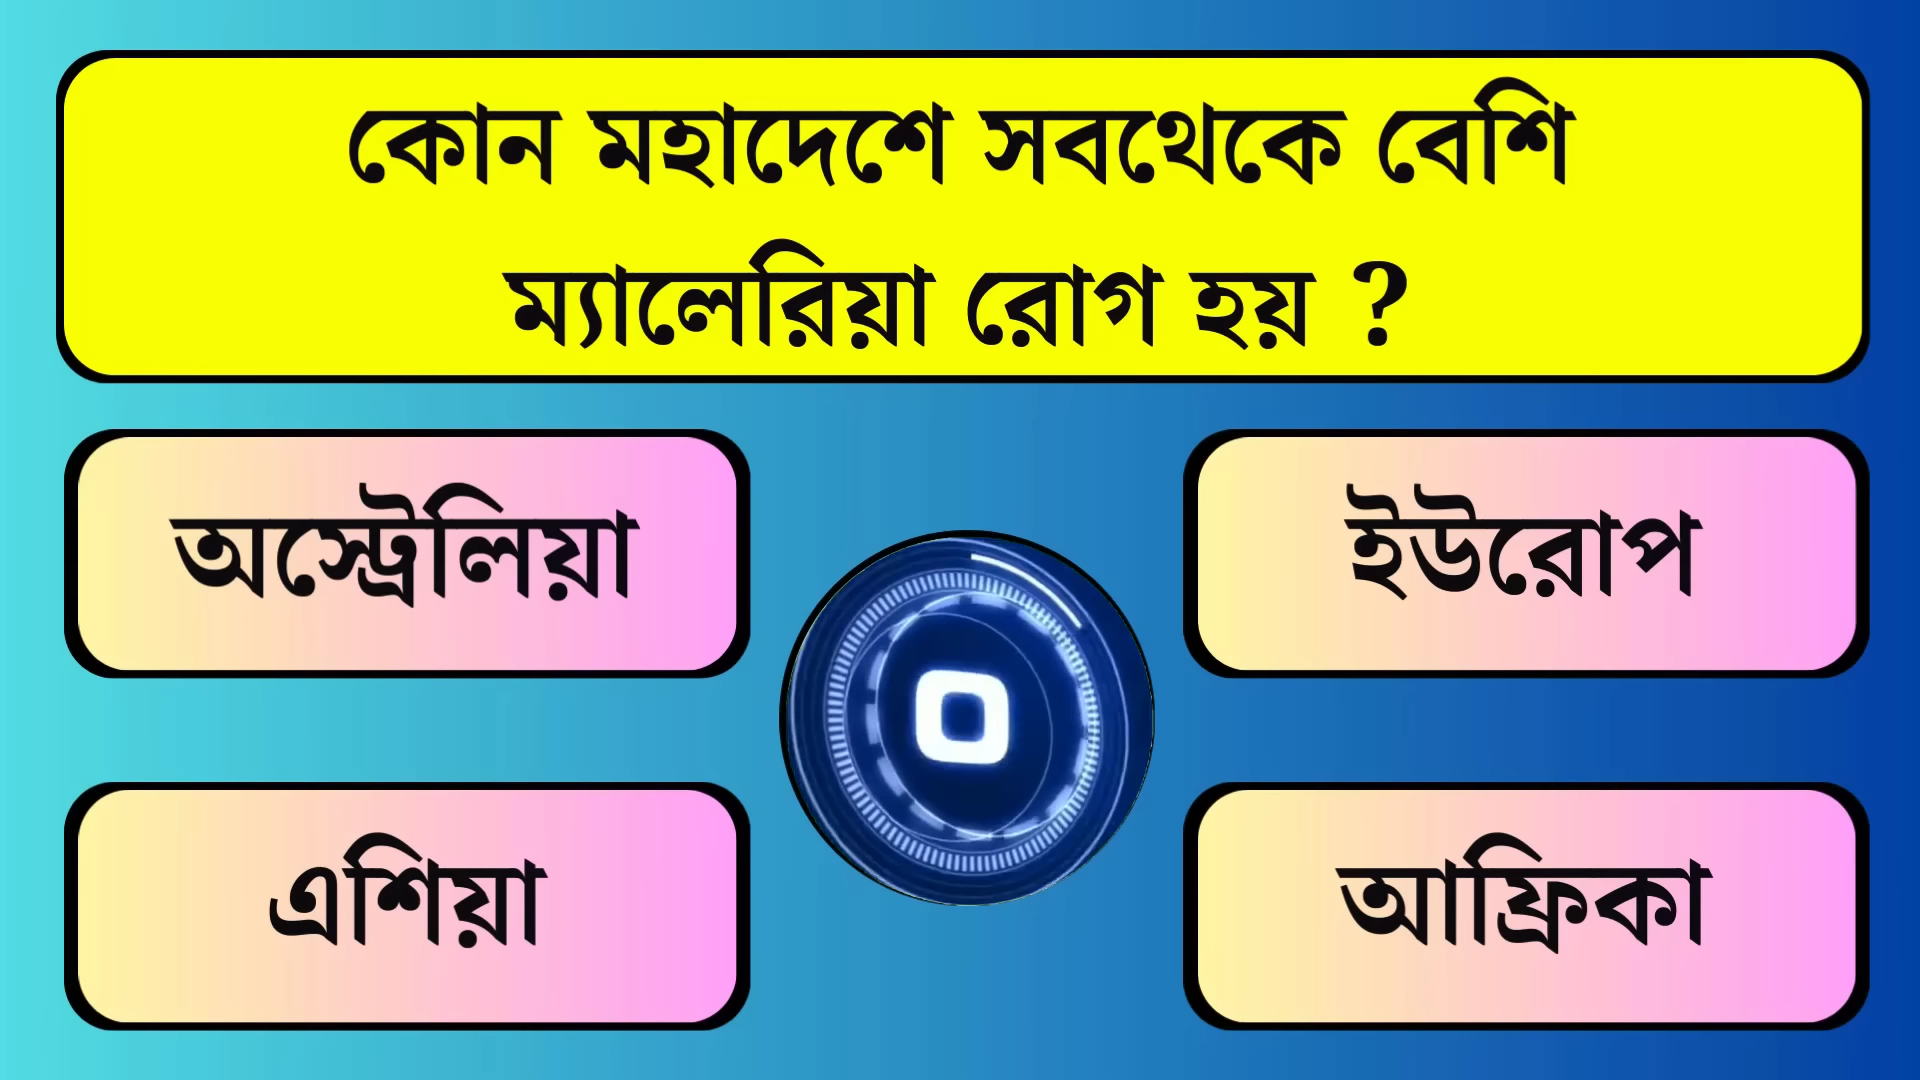 কোন মহাদেশে সবথেকে বেশি
ম্যালেরিয়া রোগ হয় ?
অস্ট্রেলিয়া
ইউরোপ
0
এশিয়া
আফ্রিকা